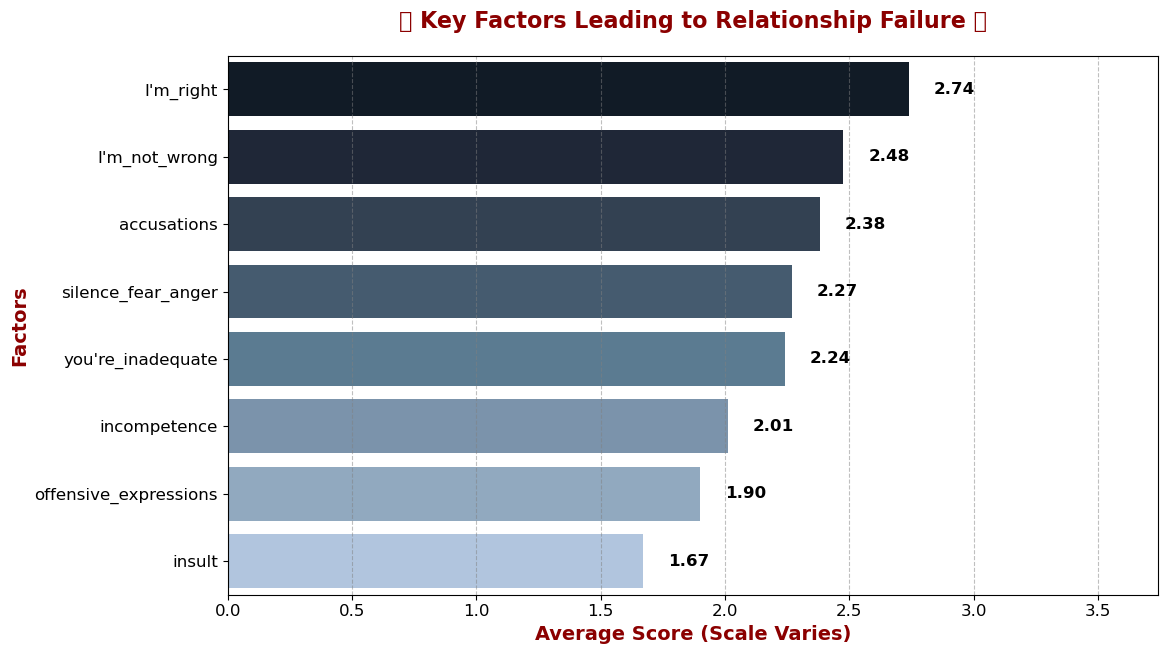 Key Factors Leading to Relationship Failure
Factors
I'm_right
2.74
I'm_not_wrong
2.48
accusations
2.38
silence_fear_anger
2.27
you're_inadequate
2.24
incompetence
2.01
offensive_expressions
1.90
insult
1.67
0.0 0.5 1.0 1.5 2.0 2.5 3.0 3.5
Average Score (Scale Varies)